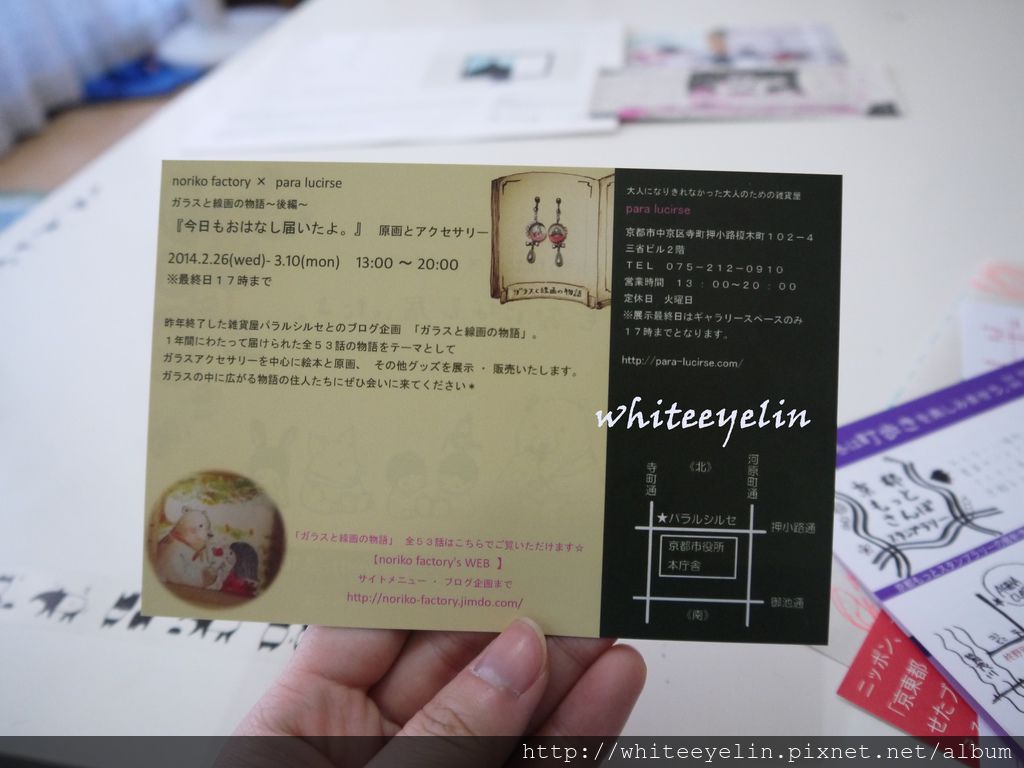 noriko factory × para lucirse
ガラスと線画の物語～後編～
『今日もおはなし届いたよ。』 原画とアクセサリー
2014.2.26(wed)- 3.10(mon) 13:00 ～ 20:00
※最終日１７時まで
昨年終了した雑貨屋パラルシルセとのブログ企画 「ガラスと線画の物語」。
１年間にわたって届けられた全５３話の物語をテーマとして
ガラスアクセサリーを中心に絵本と原画、 その他グッズを展示 ・ 販売いたします。
ガラスの中に広がる物語の住人たちにぜひ会いに来てください＊
ガラスと線画の物語
「ガラスと線画の物語」 全５３話はこちらでご覧いただけます☆
【noriko factory's WEB 】
サイトメニュー ・ ブログ企画まで
http://noriko-factory.jimdo.com/
大人になりきれなかった大人のための雑貨屋
para lucirse
京都市中京区寺町押小路榎木町１０２－４
三省ビル２階
ＴＥＬ ０７５－２１２－０９１０
営業時間 １３：００～２０：００
定休日 火曜日
※展示最終日はギャラリースペースのみ
１７時までとなります。
http://para-lucirse.com/
whiteeyelin
寺町通
《北》
河原町通
★パラルシルセ
押小路通
京都市役所
本庁舎
御池通
《南》
京都
もっと
さんぽ
スタンプラリー
ニッポン、
「京東都
せたプ
http://whiteeyelin.pixnet.net/album